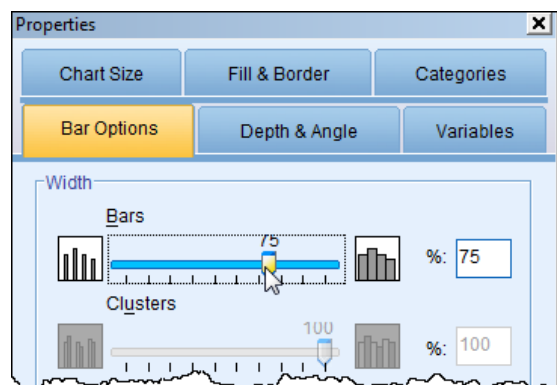 Properties
Chart Size Fill & Border Categories
Bar Options Depth & Angle Variables
Width
Bars
75
%: 75
Clusters
100
%: 100